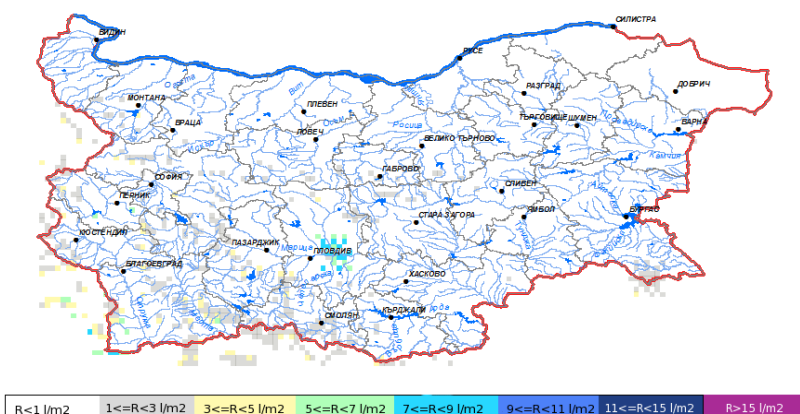 СИЛИСТРА
ВИДИН
РУСЕ
РАЗГРАД
ДОБРИЧ
МОНТАНА
ПЛЕВЕН
ВРАЦА
ТЪРГОВИЩЕ ШУМЕН
ВАРНА
ЛОВЕЧ
ВЕЛИКО ТЪРНОВО
Камчия
ГАБРОВО
СОФИЯ
СЛИВЕН
ПЕРНИК
СТАРА ЗАГОРА
ЯМБОЛ
БУРГАС
КЮСТЕНДИЛ
ПАЗАРДЖИК
Марица
ПЛОВДИВ
БЛАГОЕВГРАД
ХАСКОВО
СМОЛЯН
КЪРДЖАЛИ
R<1 l/m2 1<=R<3 l/m2 3<=R<5 l/m2 5<=R<7 l/m2 7<=R<9 l/m2 9<=R<11 l/m2 11<=R<15 l/m2 R>15 l/m2